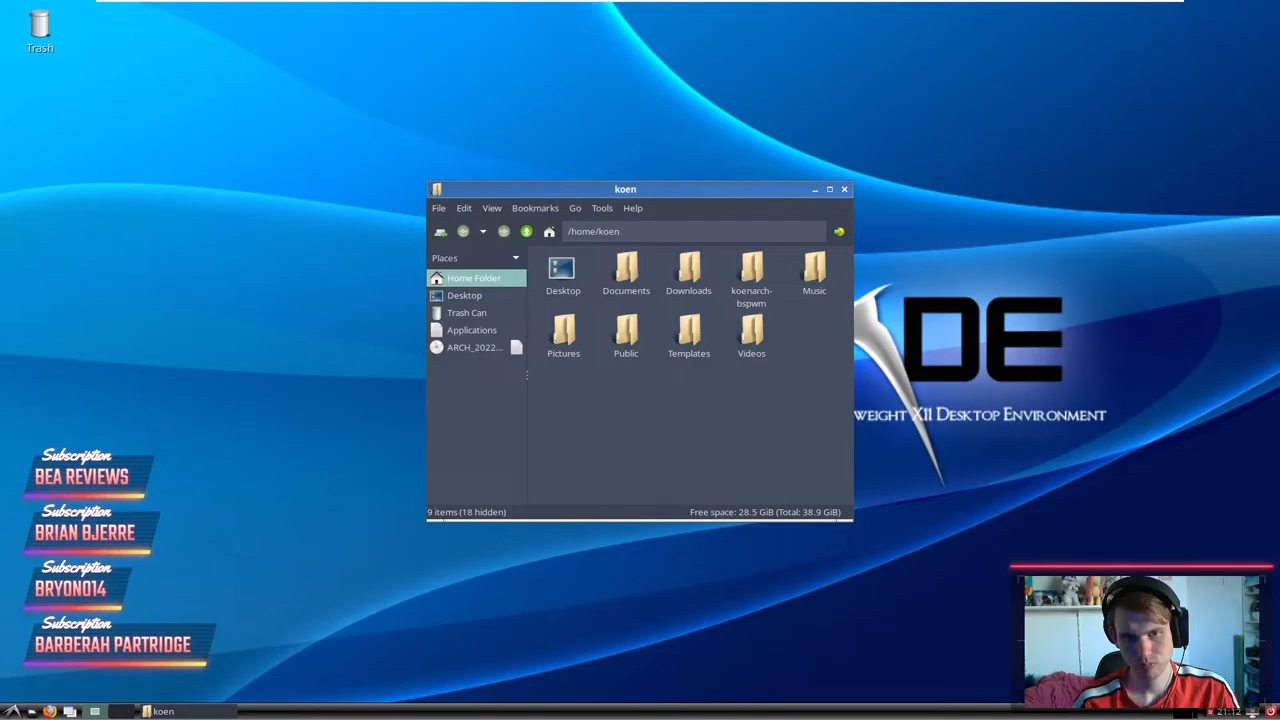 Trash
koen
File Edit View Bookmarks Go Tools Help
/home/koen
Places
Home Folder
Desktop
Trash Can
Applications
ARCH_2022...
Desktop Documents Downloads koenarch-bspwm Music
Pictures Public Templates Videos
9 items (18 hidden) Free space: 28.5 GiB (Total: 38.9 GiB)
DE
WEIGHT X11 DESKTOP ENVIRONMENT
Subscription
BEA REVIEWS
Subscription
BRIAN BJERRE
Subscription
BRYON014
Subscription
BARBERAH PARTRIDGE
koen
21:12